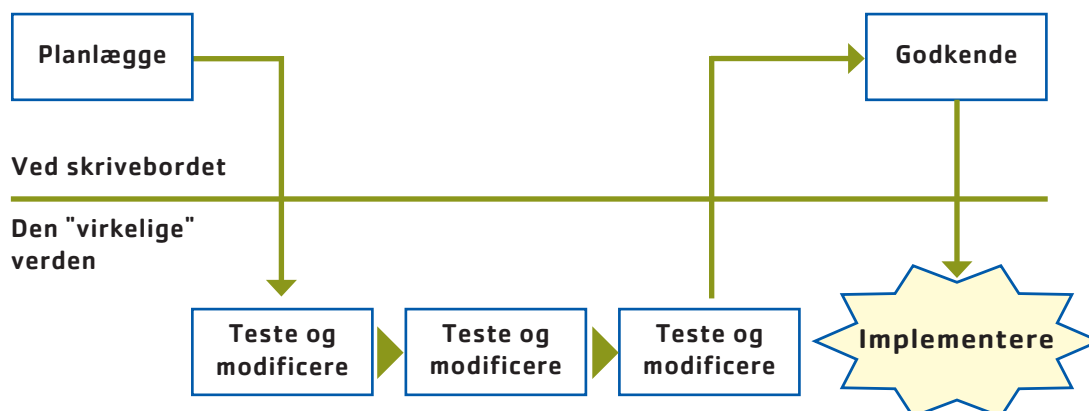 Planlægge
Godkende
Ved skrivebordet
Den "virkelige"
verden
Teste og
modificere
Teste og
modificere
Teste og
modificere
Implementere